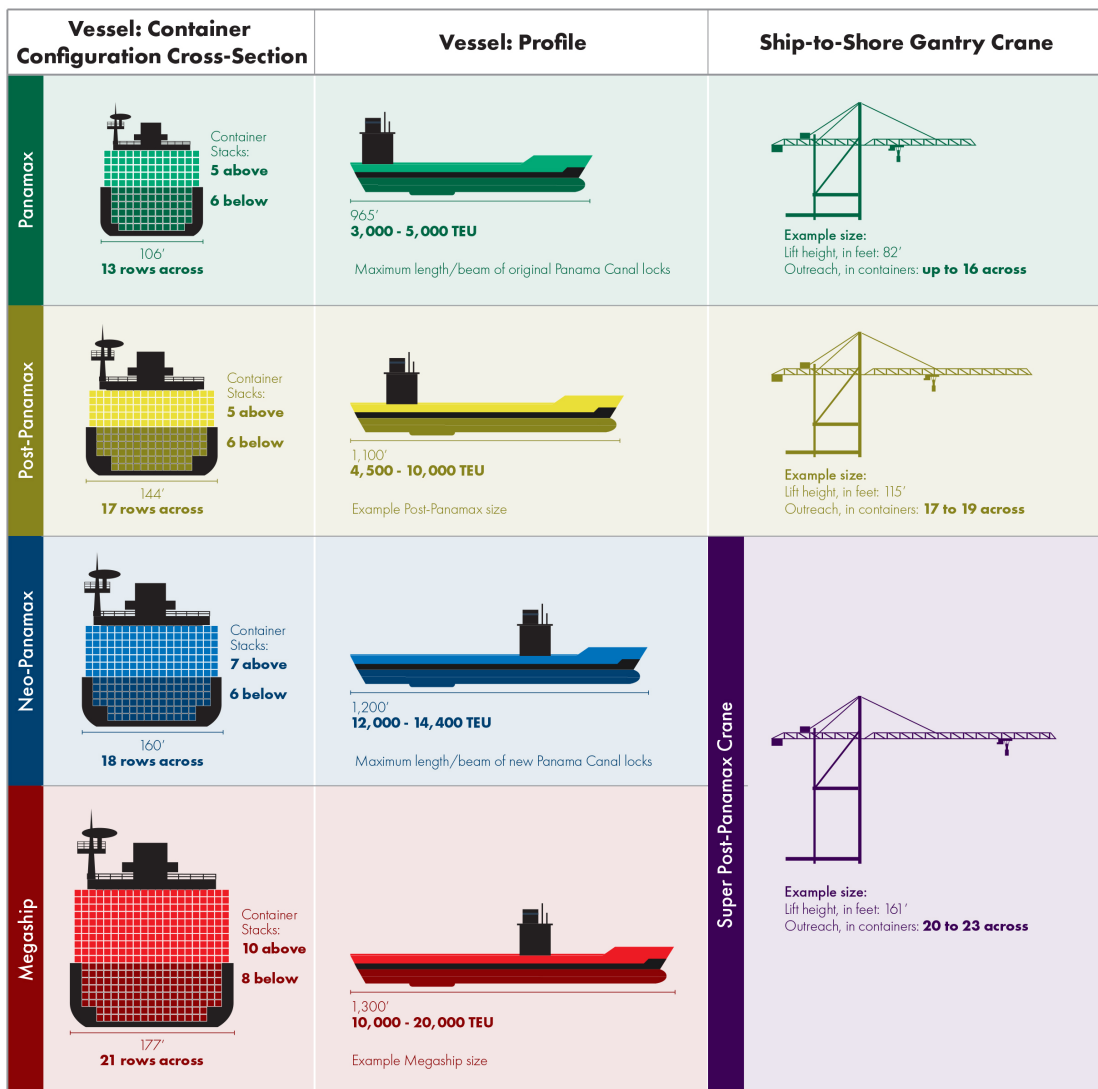 Vessel: Container
Configuration Cross-Section
Vessel: Profile
Ship-to-Shore Gantry Crane
Panamax
Container
Stacks:
5 above
6 below
106′
13 rows across
965′
3,000 - 5,000 TEU
Maximum length/beam of original Panama Canal locks
Example size:
Lift height, in feet: 82′
Outreach, in containers: up to 16 across
Post-Panamax
Container
Stacks:
5 above
6 below
144′
17 rows across
1,100′
4,500 - 10,000 TEU
Example Post-Panamax size
Example size:
Lift height, in feet: 115′
Outreach, in containers: 17 to 19 across
Neo-Panamax
Container
Stacks:
7 above
6 below
160′
18 rows across
1,200′
12,000 - 14,400 TEU
Maximum length/beam of new Panama Canal locks
Megaship
Container
Stacks:
10 above
8 below
177′
21 rows across
1,300′
10,000 - 20,000 TEU
Example Megaship size
Super Post-Panamax Crane
Example size:
Lift height, in feet: 161′
Outreach, in containers: 20 to 23 across